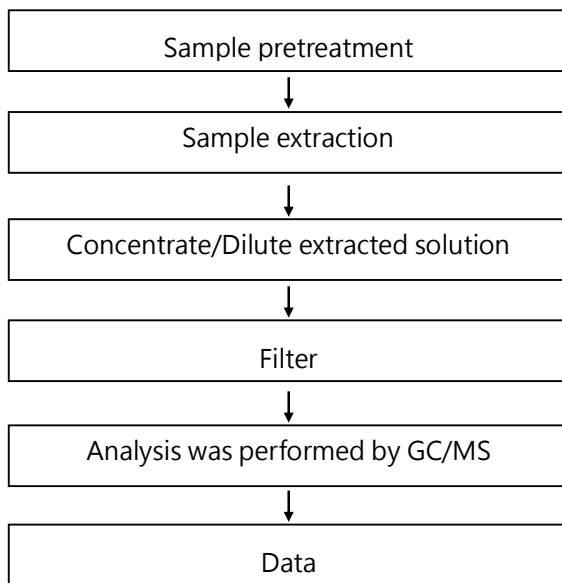 Sample pretreatment
Sample extraction
Concentrate/Dilute extracted solution
Filter
Analysis was performed by GC/MS
Data